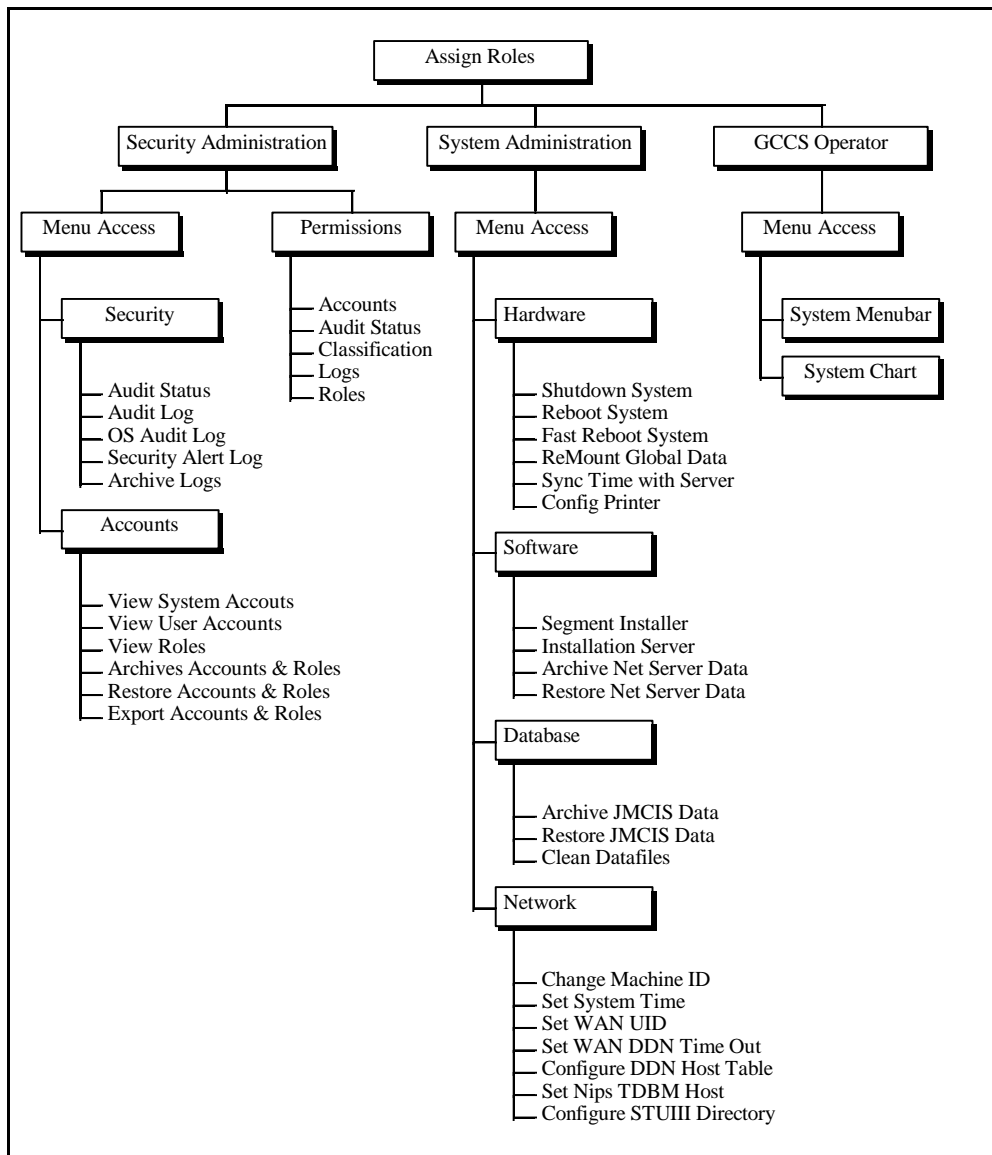 Assign Roles
Security Administration
System Administration
GCCS Operator
Menu Access
Permissions
Menu Access
Menu Access
Security
Audit Status
Audit Log
OS Audit Log
Security Alert Log
Archive Logs
Accounts
View System Accouts
View User Accounts
View Roles
Archives Accounts & Roles
Restore Accounts & Roles
Export Accounts & Roles
Accounts
Audit Status
Classification
Logs
Roles
Hardware
Shutdown System
Reboot System
Fast Reboot System
ReMount Global Data
Sync Time with Server
Config Printer
Software
Segment Installer
Installation Server
Archive Net Server Data
Restore Net Server Data
Database
Archive JMCIS Data
Restore JMCIS Data
Clean Datafiles
Network
Change Machine ID
Set System Time
Set WAN UID
Set WAN DDN Time Out
Configure DDN Host Table
Set Nips TDBM Host
Configure STUIII Directory
System Menubar
System Chart